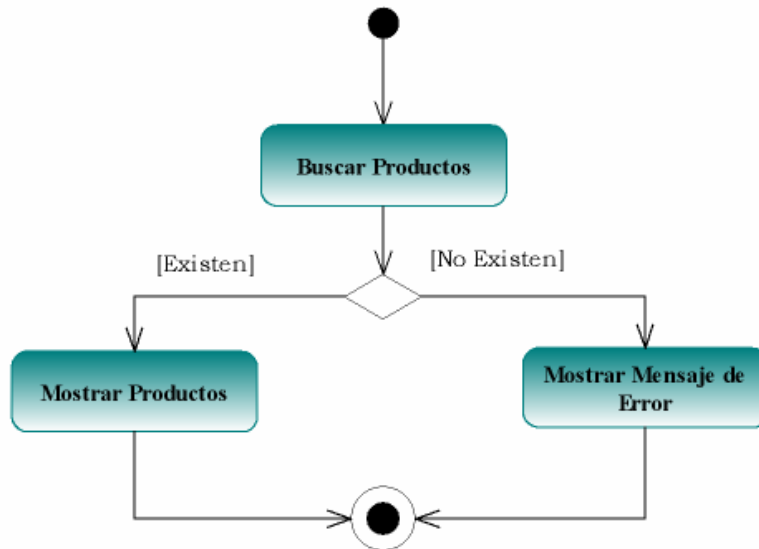 Buscar Productos
[Existen]
[No Existen]
Mostrar Productos
Mostrar Mensaje de
Error